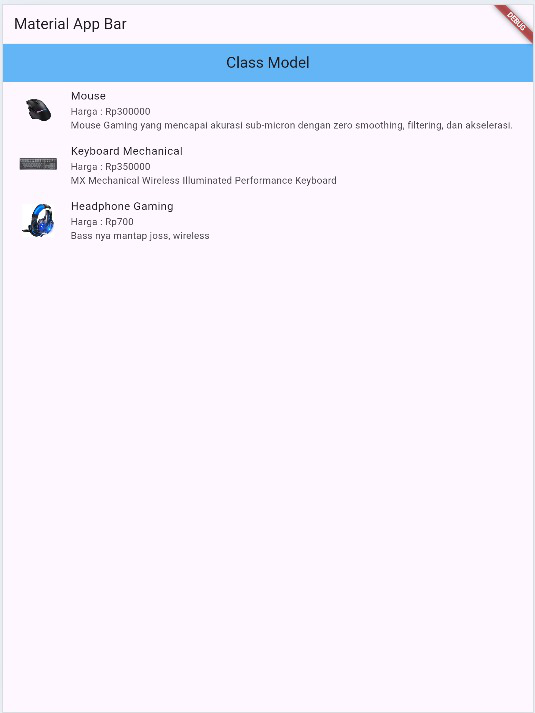 Material App Bar
DEBUG
Class Model
Mouse
Harga : Rp300000
Mouse Gaming yang mencapai akurasi sub-micron dengan zero smoothing, filtering, dan akselerasi.
Keyboard Mechanical
Harga : Rp350000
MX Mechanical Wireless Illuminated Performance Keyboard
Headphone Gaming
Harga : Rp700
Bass nya mantap joss, wireless